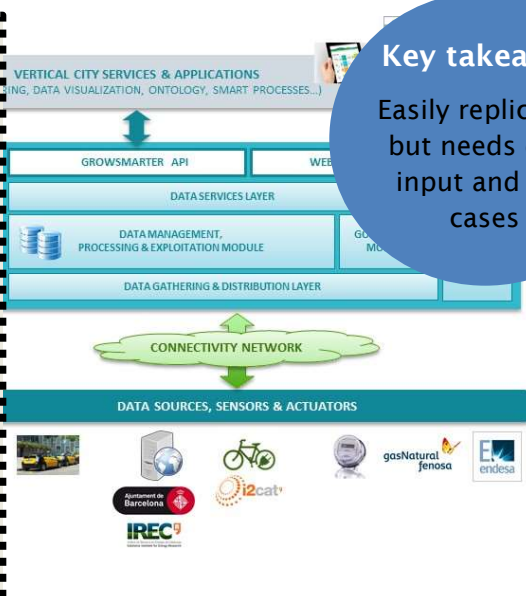 Key takea
Easily replic
but needs
input and
cases
VERTICAL CITY SERVICES & APPLICATIONS
ING, DATA VISUALIZATION, ONTOLOGY, SMART PROCESSES...)
GROWSMARTER API
WEB
DATA SERVICES LAYER
DATA MANAGEMENT,
PROCESSING & EXPLOITATION MODULE
GO
MO
DATA GATHERING & DISTRIBUTION LAYER
CONNECTIVITY NETWORK
DATA SOURCES, SENSORS & ACTUATORS
Ajuntament de
Barcelona
i2cat
IREC
gasNatural
fenosa
endesa